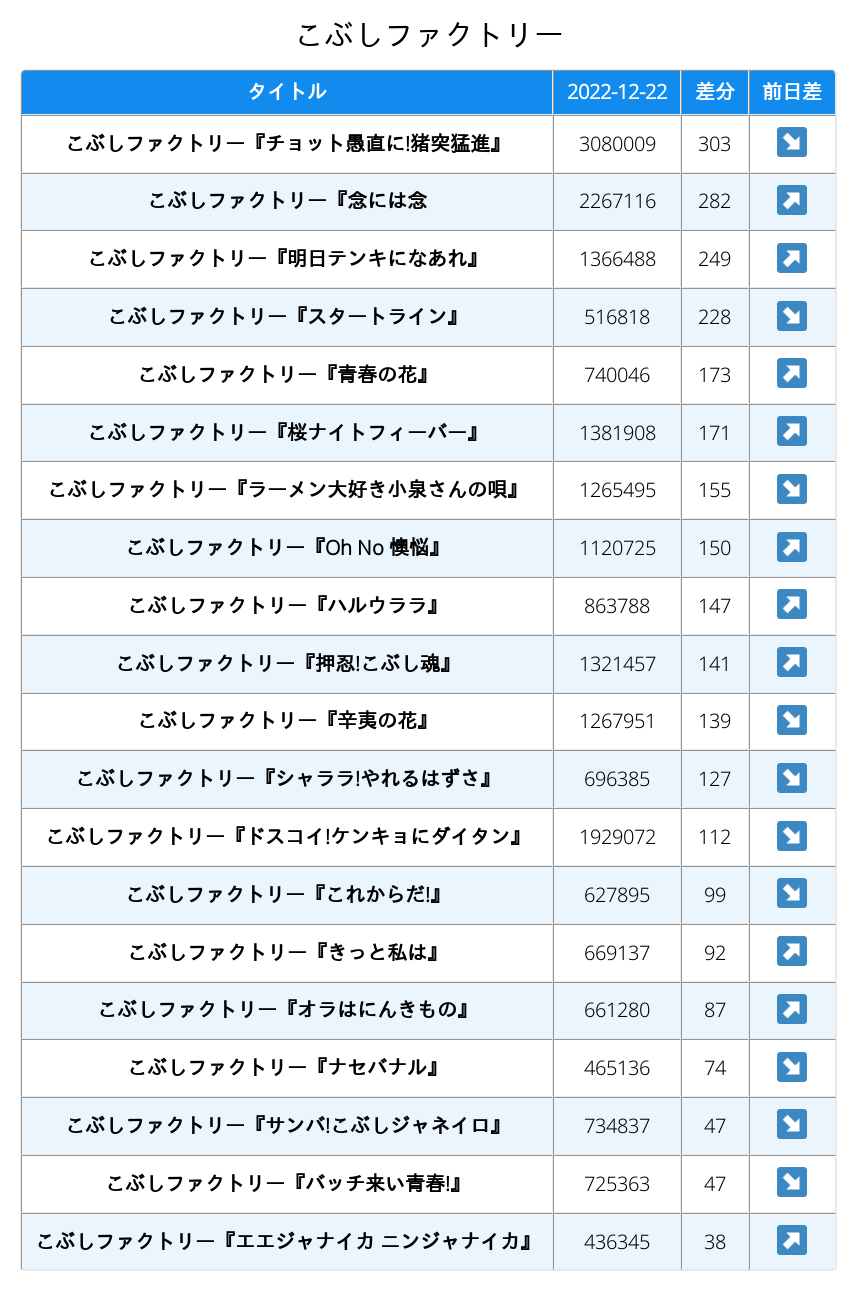 こぶしファクトリー
タイトル 2022-12-22 差分 前日差
こぶしファクトリー『チョット愚直に!猪突猛進』 3080009 303
こぶしファクトリー『念には念 2267116 282
こぶしファクトリー『明日テンキになあれ』 1366488 249
こぶしファクトリー『スタートライン』 516818 228
こぶしファクトリー『青春の花』 740046 173
こぶしファクトリー『桜ナイトフィーバー』 1381908 171
こぶしファクトリー『ラーメン大好き小泉さんの唄』 1265495 155
こぶしファクトリー『Oh No 懊悩』 1120725 150
こぶしファクトリー『ハルウララ』 863788 147
こぶしファクトリー『押忍!こぶし魂』 1321457 141
こぶしファクトリー『辛夷の花』 1267951 139
こぶしファクトリー『シャララ!やれるはずさ』 696385 127
こぶしファクトリー『ドスコイ!ケンキョにダイタン』 1929072 112
こぶしファクトリー『これからだ!』 627895 99
こぶしファクトリー『きっと私は』 669137 92
こぶしファクトリー『オラはにんきもの』 661280 87
こぶしファクトリー『ナセバナル』 465136 74
こぶしファクトリー『サンバ!こぶしジャネイロ』 734837 47
こぶしファクトリー『バッチ来い青春!』 725363 47
こぶしファクトリー『エエジャナイカ ニンジャナイカ』 436345 38